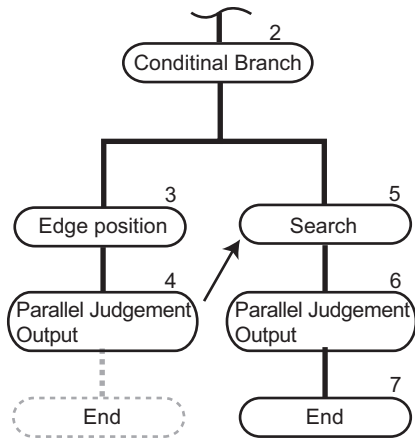 2
Conditinal Branch
3
Edge position
4
Parallel Judgement
Output
End
5
Search
6
Parallel Judgement
Output
7
End